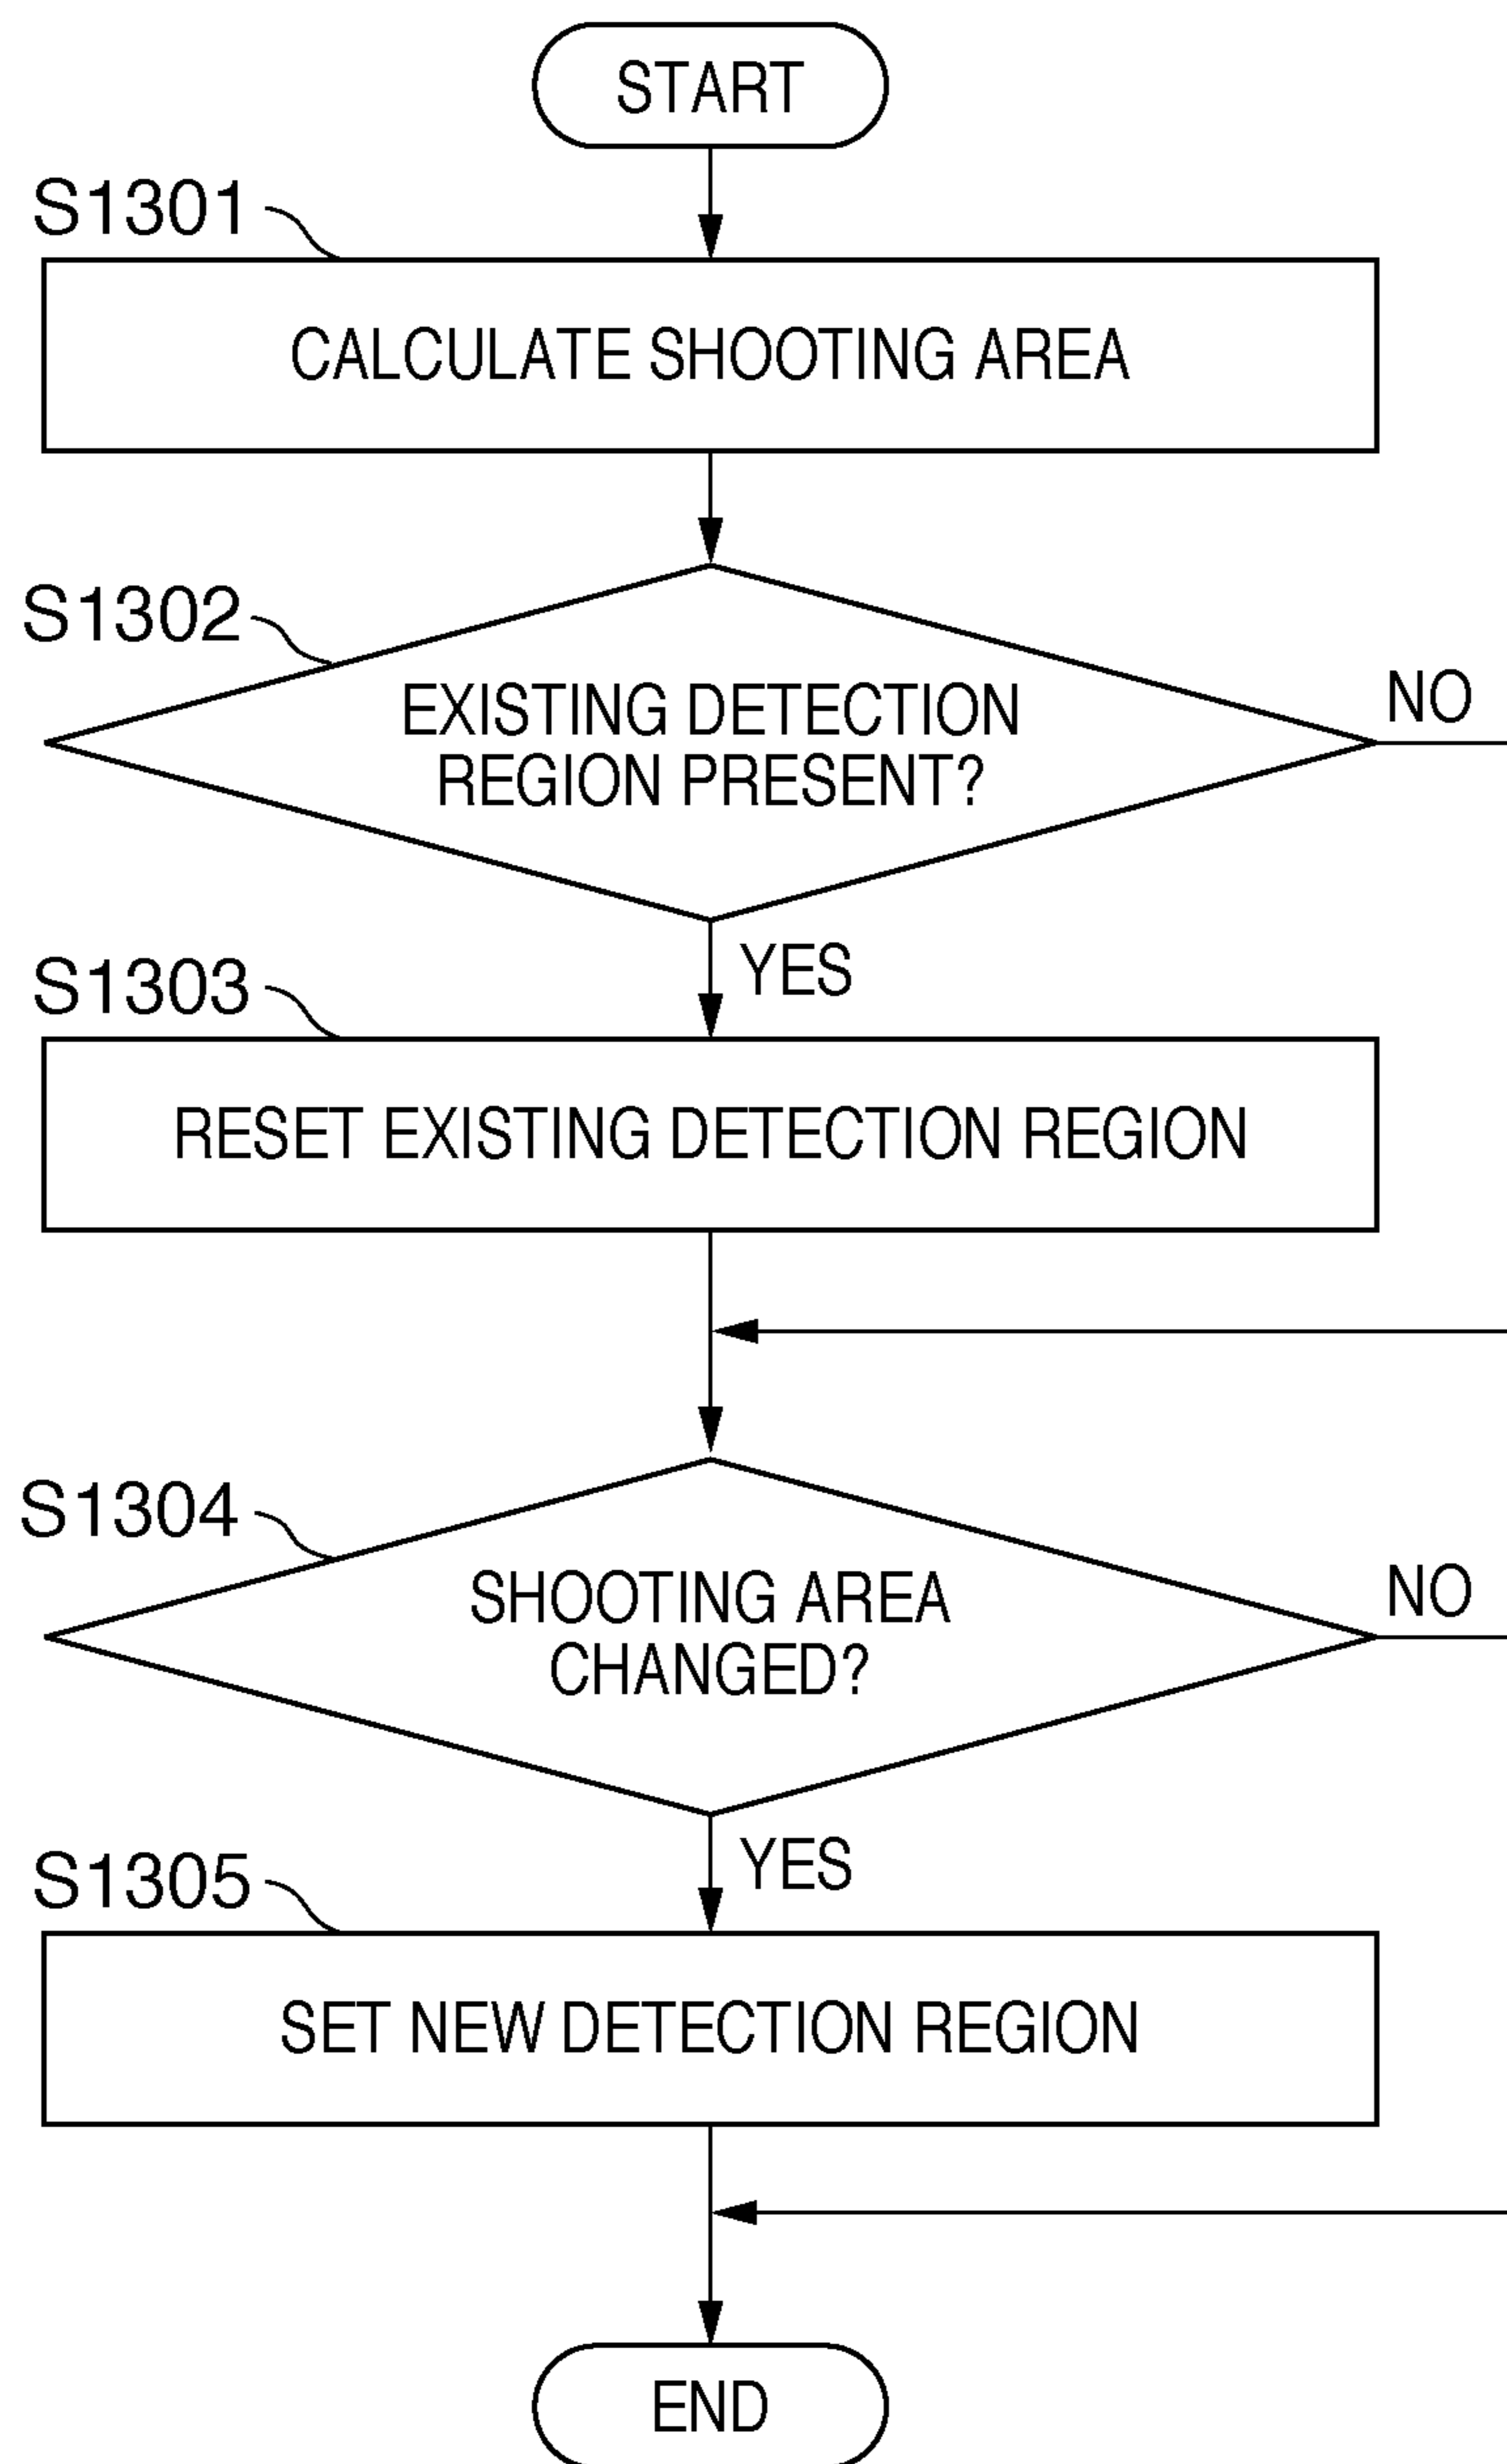 START
S1301
CALCULATE SHOOTING AREA
S1302
EXISTING DETECTION
REGION PRESENT?
NO
YES
S1303
RESET EXISTING DETECTION REGION
S1304
SHOOTING AREA
CHANGED?
NO
YES
S1305
SET NEW DETECTION REGION
END